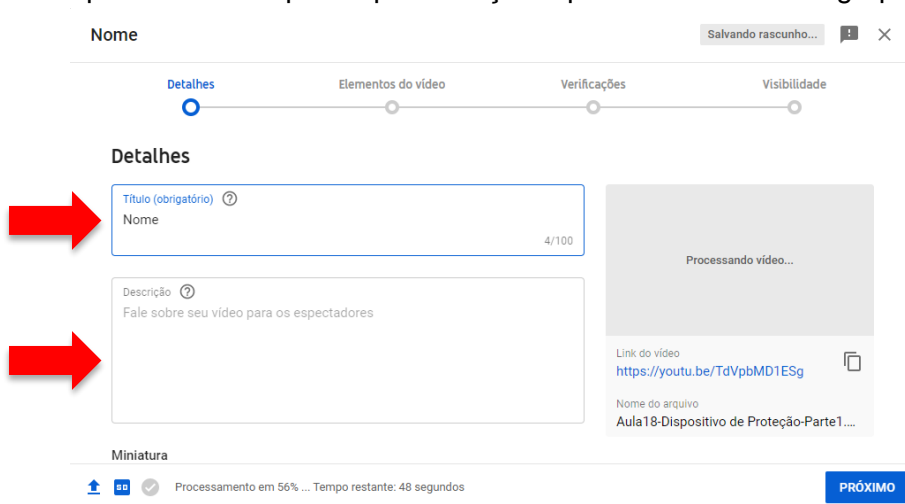 Nome
Salvando rascunho...
Detalhes
Elementos do vídeo
Verificações
Visibilidade
Detalhes
Título (obrigatório)
Nome
4/100
Processando vídeo...
Descrição
Fale sobre seu vídeo para os espectadores
Link do vídeo
https://youtu.be/TdVpbMD1ESg
Nome do arquivo
Aula18-Dispositivo de Proteção-Parte1....
Miniatura
SD
Processamento em 56% ... Tempo restante: 48 segundos
PRÓXIMO